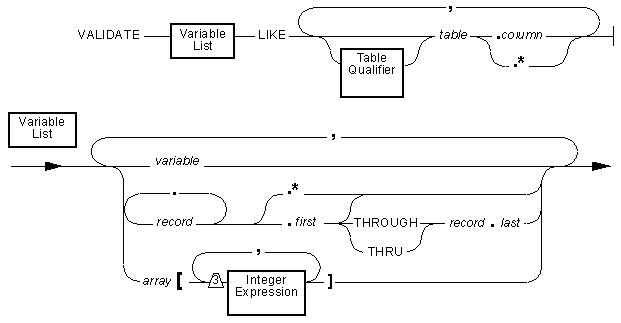 ,
VALIDATE Variable List LIKE table .column
Table Qualifier .*
Variable List
,
variable
. .*
record .first THROUGH record . last
THRU
,
array [ 3 Integer Expression ]